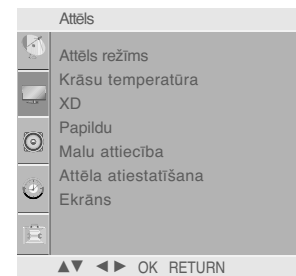 Attēls
Attēls režīms
Krāsu temperatūra
XD
Papildu
Malu attiecība
Attēla atiestatīšana
Ekrāns
▲▼ ◄► OK RETURN